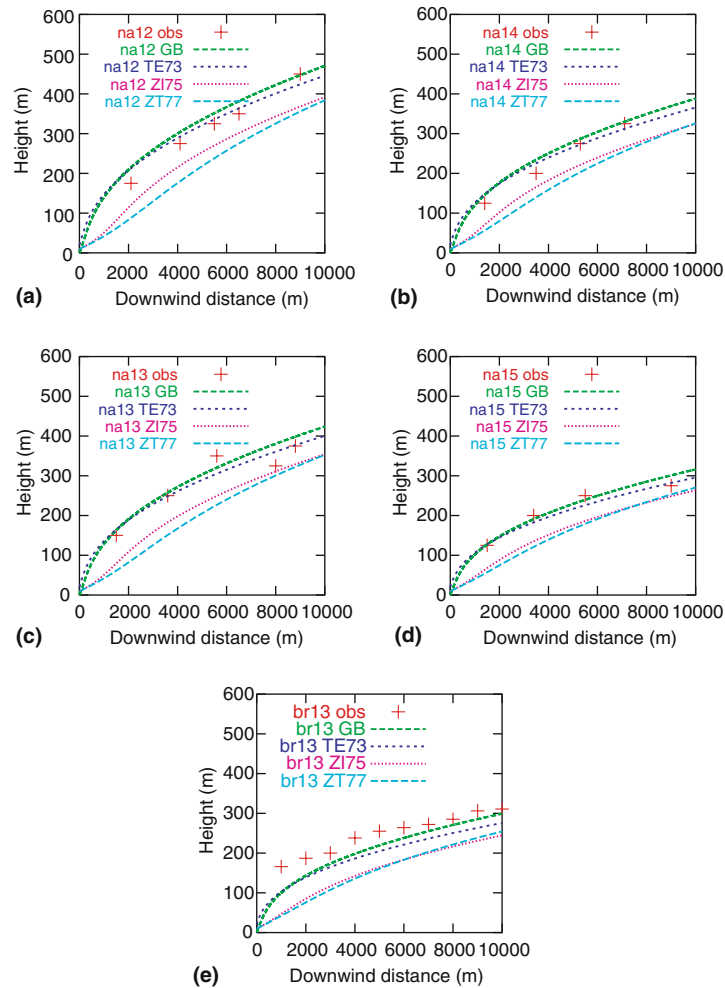 600
500
400
300
200
100
0
Height (m)
na12 obs
na12 GB
na12 TE73
na12 ZI75
na12 ZT77
0 2000 4000 6000 8000 10000
Downwind distance (m)
(a)
600
500
400
300
200
100
0
Height (m)
na14 obs
na14 GB
na14 TE73
na14 ZI75
na14 ZT77
0 2000 4000 6000 8000 10000
Downwind distance (m)
(b)
600
500
400
300
200
100
0
Height (m)
na13 obs
na13 GB
na13 TE73
na13 ZI75
na13 ZT77
0 2000 4000 6000 8000 10000
Downwind distance (m)
(c)
600
500
400
300
200
100
0
Height (m)
na15 obs
na15 GB
na15 TE73
na15 ZI75
na15 ZT77
0 2000 4000 6000 8000 10000
Downwind distance (m)
(d)
600
500
400
300
200
100
0
Height (m)
br13 obs
br13 GB
br13 TE73
br13 ZI75
br13 ZT77
0 2000 4000 6000 8000 10000
Downwind distance (m)
(e)